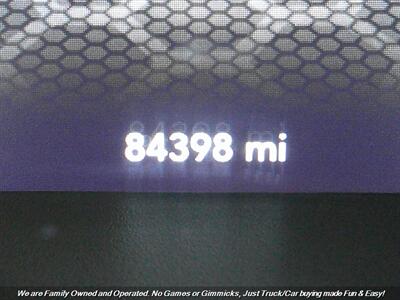 84398 mi
We are Family Owned and Operated. No Games or Gimmicks, Just Truck/Car buying made Fun & Easy!